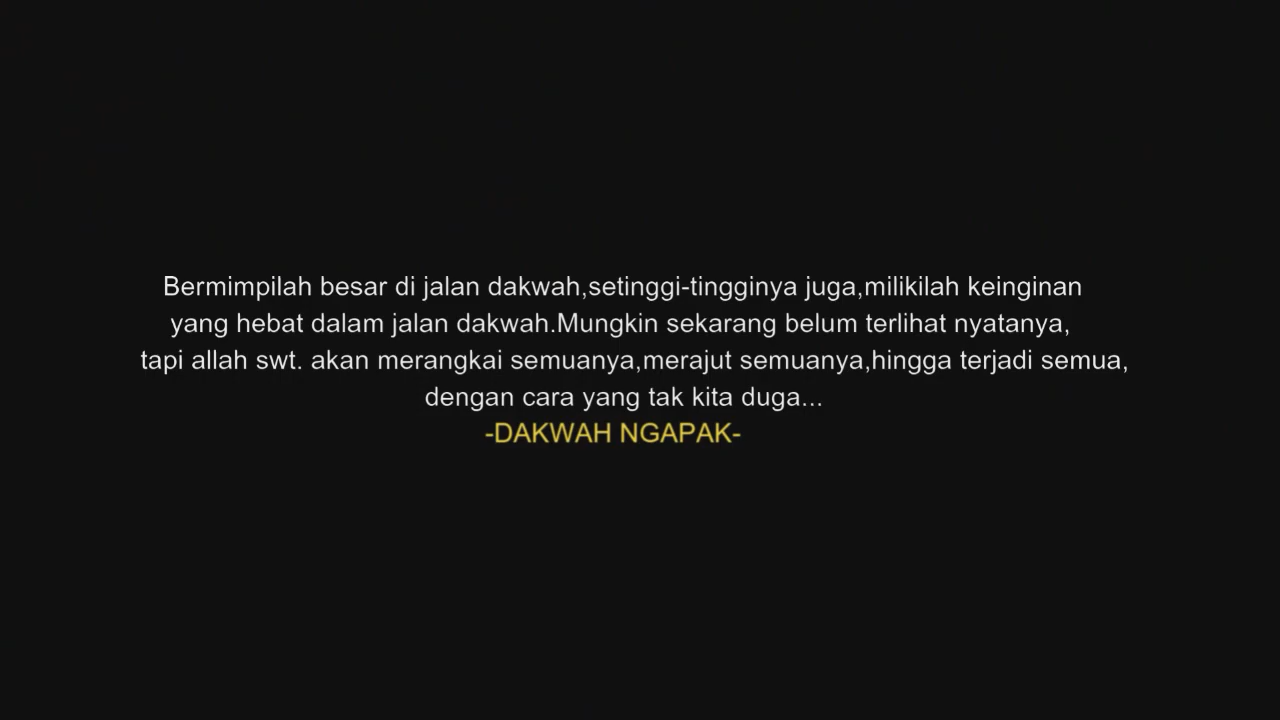 Bermimpilah besar di jalan dakwah,setinggi-tingginya juga,milikilah keinginan
yang hebat dalam jalan dakwah.Mungkin sekarang belum terlihat nyatanya,
tapi allah swt. akan merangkai semuanya,merajut semuanya,hingga terjadi semua,
dengan cara yang tak kita duga...
-DAKWAH NGAPAK-